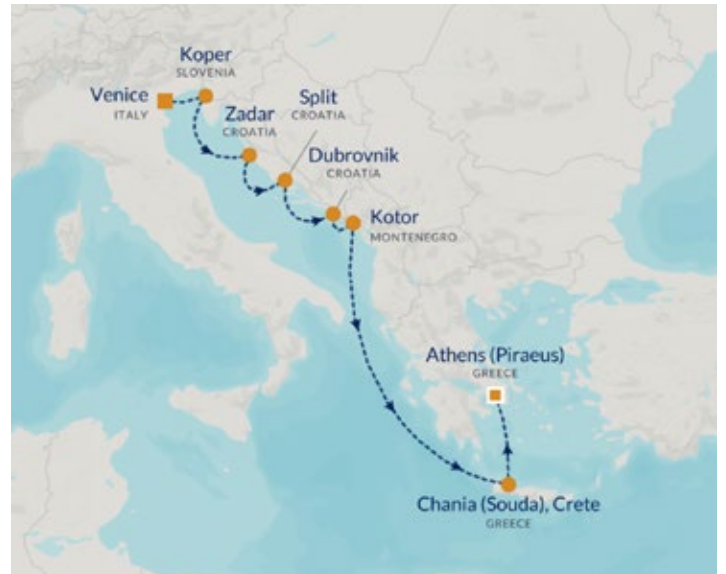 Koper
SLOVENIA
Venice
ITALY
Zadar
CROATIA
Split
CROATIA
Dubrovnik
CROATIA
Kotor
MONTENEGRO
Athens (Piraeus)
GREECE
Chania (Souda), Crete
GREECE